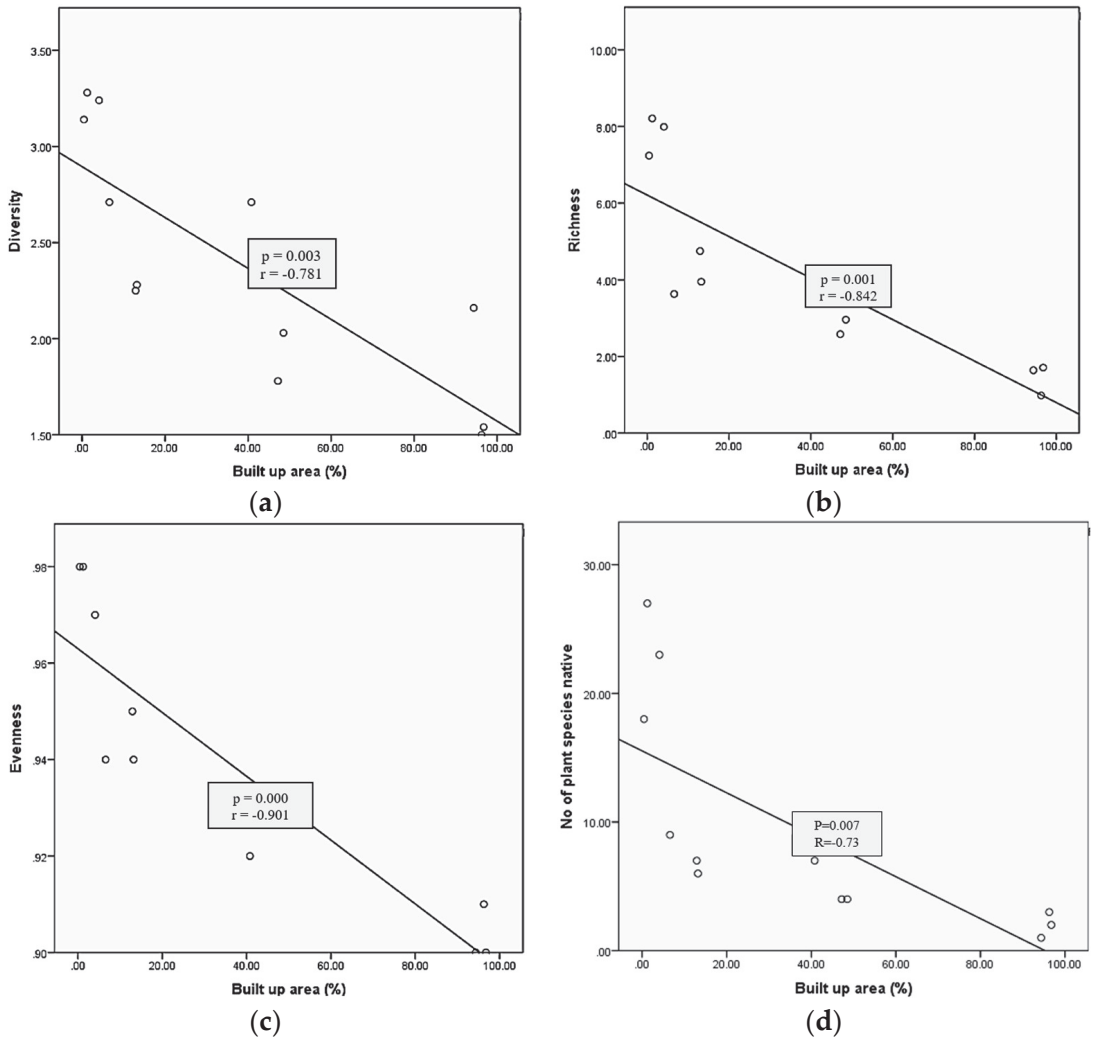 3.50
3.00
2.50
2.00
1.50
Diversity
p = 0.003
r = -0.781
.00 20.00 40.00 60.00 80.00 100.00
Built up area (%)
(a)
10.00
8.00
6.00
4.00
2.00
.00
Richness
p = 0.001
r = -0.842
.00 20.00 40.00 60.00 80.00 100.00
Built up area (%)
(b)
.98
.96
.94
.92
.90
Evenness
p = 0.000
r = -0.901
.00 20.00 40.00 60.00 80.00 100.00
Built up area (%)
(c)
30.00
20.00
10.00
.00
No of plant species native
P=0.007
R=-0.73
.00 20.00 40.00 60.00 80.00 100.00
Built up area (%)
(d)